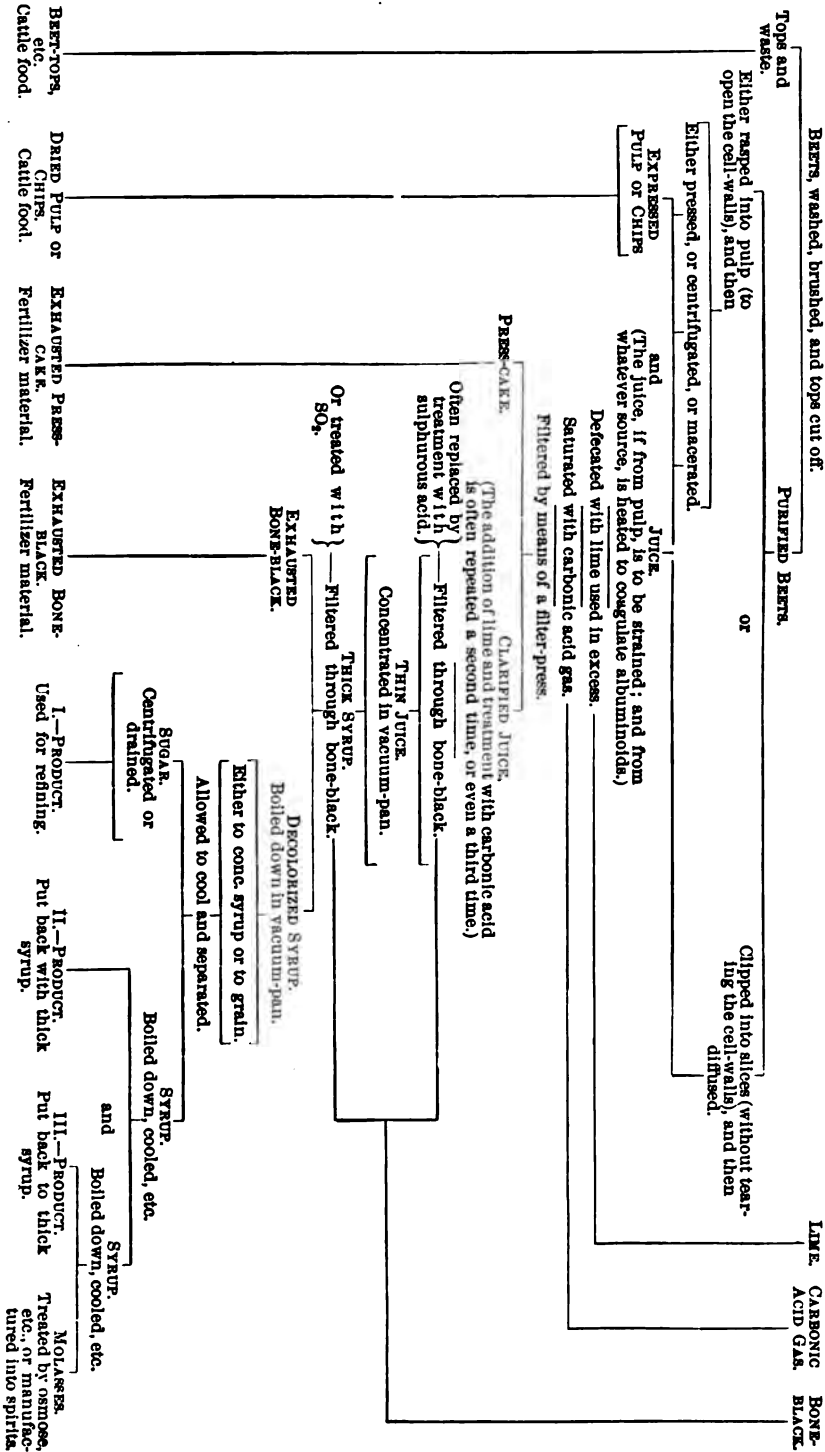 BEETS, washed, brushed, and tops cut off.
Tops and
waste.
PURIFIED BEETS.
Either rasped into pulp (to
open the cell-walls), and then
or
Clipped into slices (without tear-
ing the cell-walls), and then
diffused.
Either pressed, or centrifugated, or macerated.
EXPRESSED
PULP OR CHIPS
and
JUICE.
(The juice, if from pulp, is to be strained; and from
whatever source, is heated to coagulate albuminoids.)
LIME.
Defecated with lime used in excess.
CARBONIC
ACID GAS.
Saturated with carbonic acid gas.
BONE-
BLACK.
Filtered by means of a filter-press.
PRESS-CAKE.
CLARIFIED JUICE.
(The addition of lime and treatment with carbonic acid
is often repeated a second time, or even a third time.)
Often replaced by
treatment with
sulphurous acid.
Filtered through bone-black.
THIN JUICE.
Concentrated in vacuum-pan.
THICK SYRUP.
Or treated with
SO₂.
Filtered through bone-black.
EXHAUSTED
BONE-BLACK.
DECOLORIZED SYRUP.
Boiled down in vacuum-pan.
Either to conc. syrup or to grain.
Allowed to cool and separated.
SUGAR.
Centrifugated or
drained.
SYRUP.
Boiled down, cooled, etc.
and
SYRUP.
Boiled down, cooled, etc.
BEET-TOPS,
etc.
Cattle food.
DRIED PULP OR
CHIPS.
Cattle food.
EXHAUSTED PRESS-
CAKE.
Fertilizer material.
EXHAUSTED BONE-
BLACK.
Fertilizer material.
I.—PRODUCT.
Used for refining.
II.—PRODUCT.
Put back with thick
syrup.
III.—PRODUCT.
Put back to thick
syrup.
MOLASSES.
Treated by osmose,
etc., or manufac-
tured into spirits.